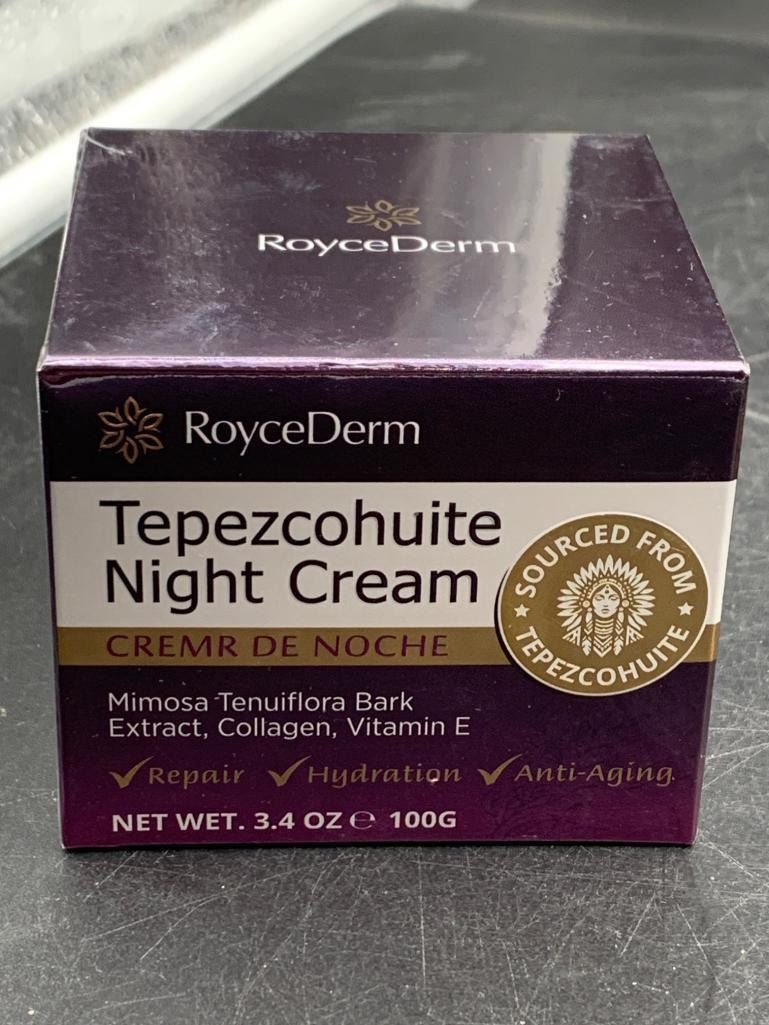 RoyceDerm
RoyceDerm
Tepezcohuite
Night Cream
CREMR DE NOCHE
SOURCED FROM
TEPEZCOHUITE
Mimosa Tenuiflora Bark
Extract, Collagen, Vitamin E
✓Repair ✓Hydration ✓Anti-Aging.
NET WET. 3.4 OZ ℮ 100G